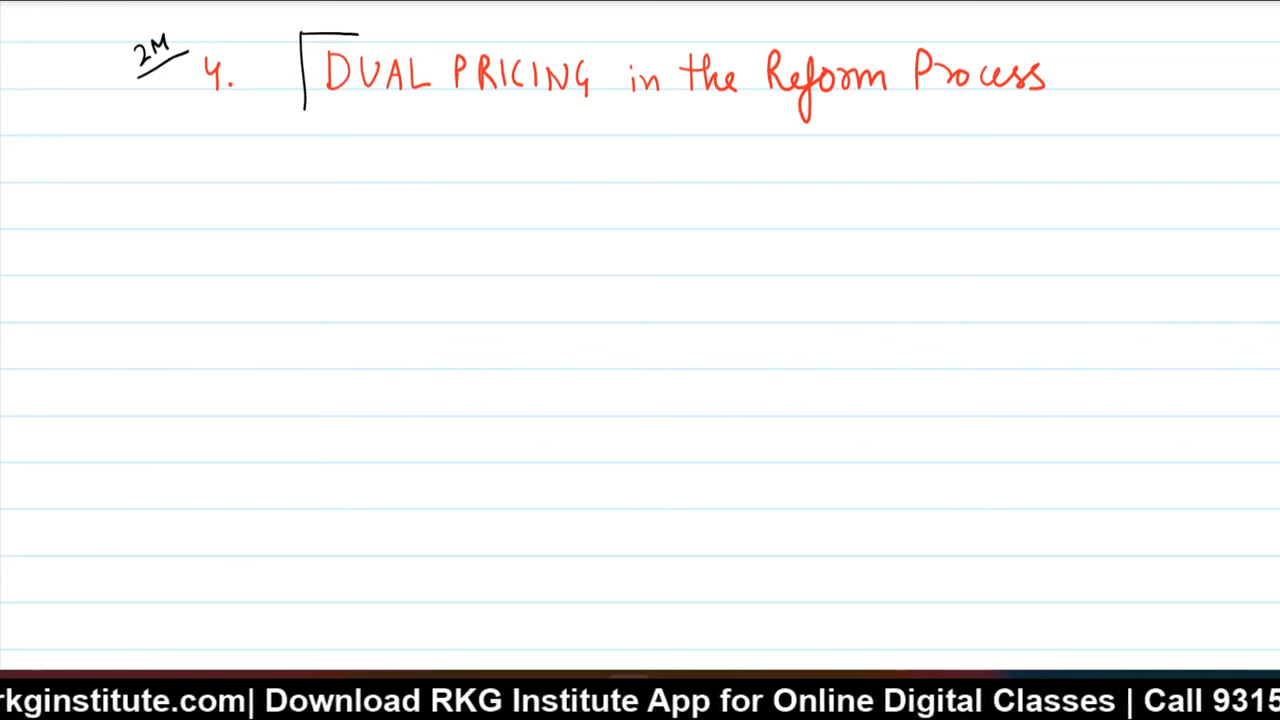 2M 4. DUAL PRICING in the Reform Process
rkginstitute.com| Download RKG Institute App for Online Digital Classes | Call 9315